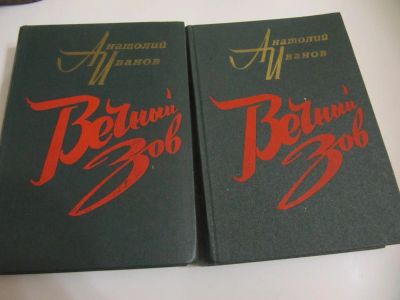 Анатолий
Иванов
Вечный
Зов
Анатолий
Иванов
Вечный
Зов